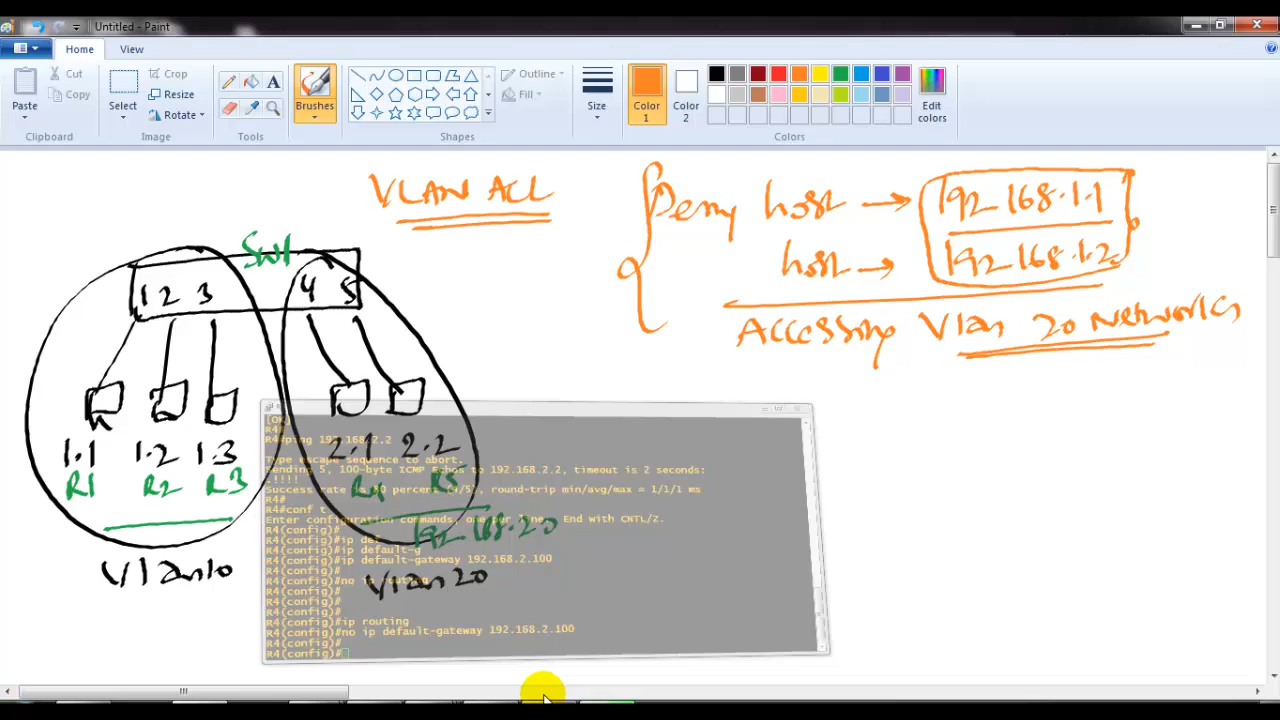 Untitled - Paint
Home
View
Paste
Cut
Copy
Clipboard
Select
Crop
Resize
Rotate
Image
Tools
Brushes
Outline
Fill
Shapes
Size
Color
1
Color
2
Edit
colors
Colors
VLAN ACL
Deny host → 192.168.1.1
host → 192.168.1.2
Accessing Vlan 20 Networks
SW1
1 2 3 4 5
1.1 1.2 1.3 2.1 2.2
R1 R2 R3 R4 R5
192.168.20
Vlan10
Vlan 20
[OK]
R4#
R4#ping 192.168.2.2
Type escape sequence to abort.
Sending 5, 100-byte ICMP Echos to 192.168.2.2, timeout is 2 seconds:
.!!!!
Success rate is 80 percent (4/5), round-trip min/avg/max = 1/1/1 ms
R4#
R4#conf t
Enter configuration commands, one per line. End with CNTL/Z.
R4(config)#
R4(config)#ip def
R4(config)#ip default-g
R4(config)#ip default-gateway 192.168.2.100
R4(config)#
R4(config)#no ip routing
R4(config)#
R4(config)#
R4(config)#
R4(config)#ip routing
R4(config)#no ip default-gateway 192.168.2.100
R4(config)#
R4(config)#